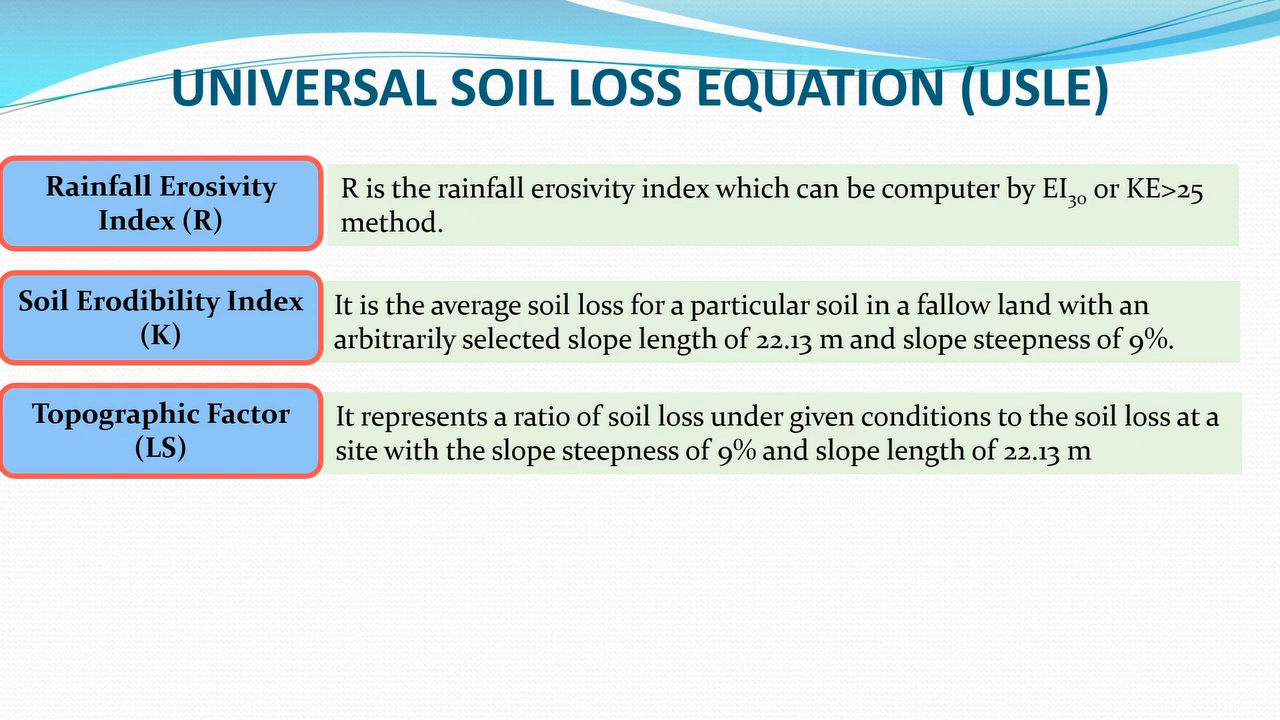 UNIVERSAL SOIL LOSS EQUATION (USLE)
Rainfall Erosivity
Index (R)
R is the rainfall erosivity index which can be computer by EI30 or KE>25
method.
Soil Erodibility Index
(K)
It is the average soil loss for a particular soil in a fallow land with an
arbitrarily selected slope length of 22.13 m and slope steepness of 9%.
Topographic Factor
(LS)
It represents a ratio of soil loss under given conditions to the soil loss at a
site with the slope steepness of 9% and slope length of 22.13 m